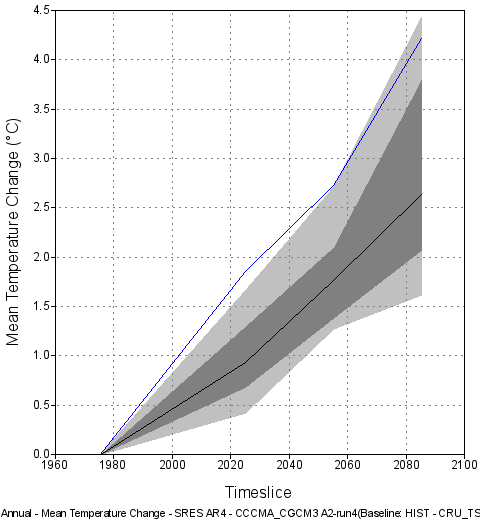 4.5
4.0
3.5
3.0
2.5
2.0
1.5
1.0
0.5
0.0
Mean Temperature Change (°C)
1960 1980 2000 2020 2040 2060 2080 2100
Timeslice
Annual - Mean Temperature Change - SRES AR4 - CCCMA_CGCM3 A2-run4(Baseline: HIST - CRU_TS